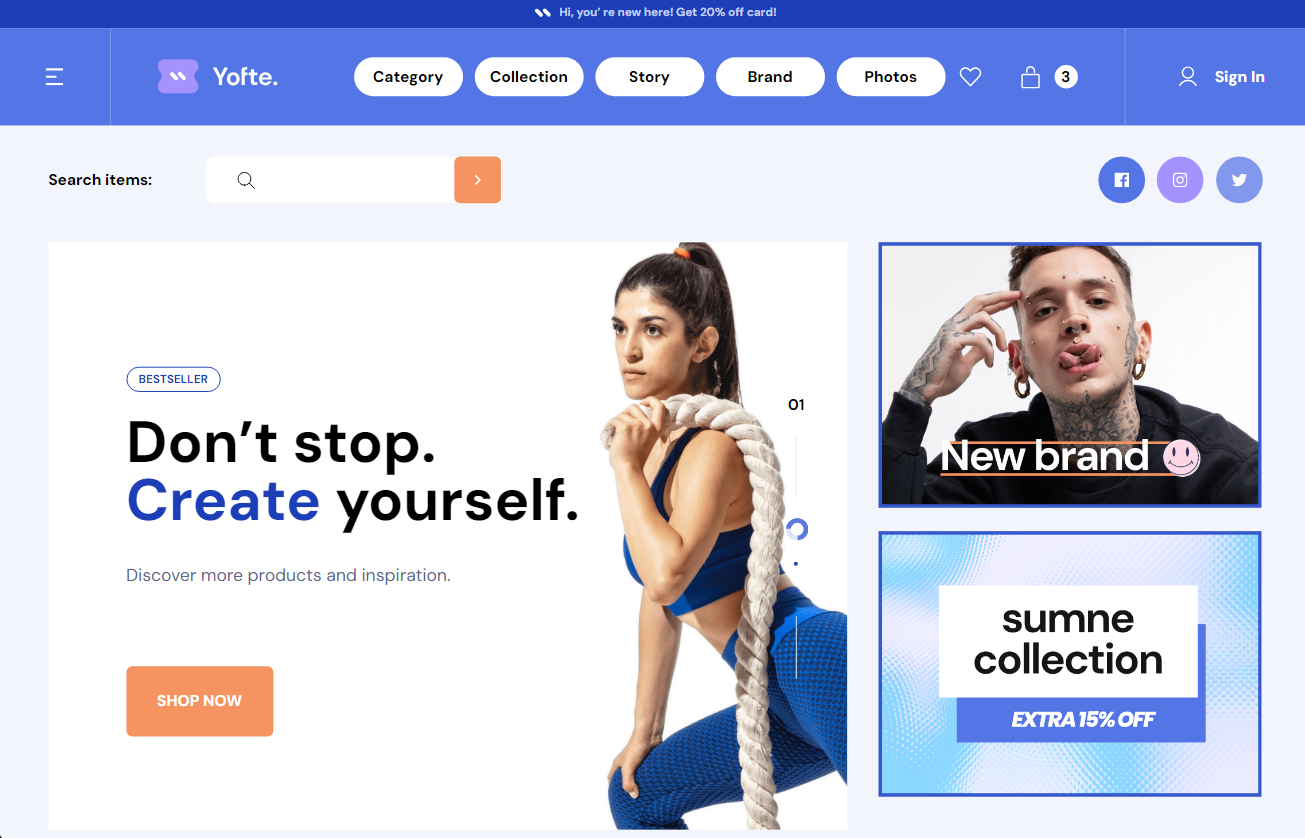 Hi, you’ re new here! Get 20% off card!
Yofte.
Category
Collection
Story
Brand
Photos
3
Sign In
Search items:
BESTSELLER
Don’t stop.
Create yourself.
Discover more products and inspiration.
SHOP NOW
01
New brand
sumne
collection
EXTRA 15% OFF